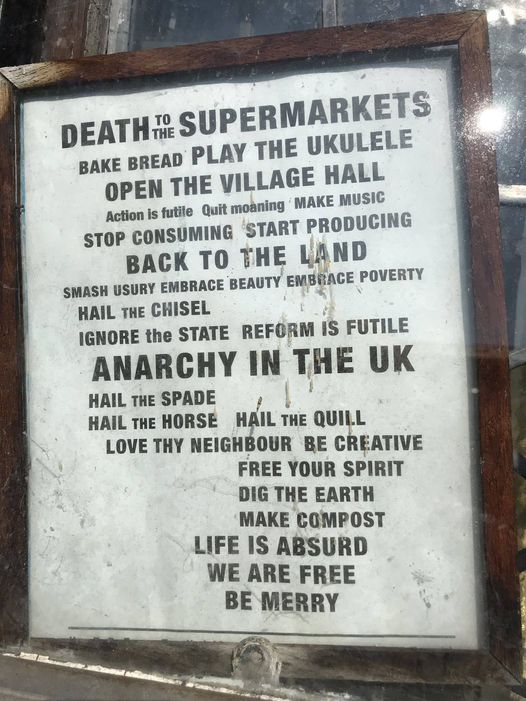 DEATH TO THE SUPERMARKETS
BAKE BREAD PLAY THE UKULELE
OPEN THE VILLAGE HALL
Action is futile Quit moaning MAKE MUSIC
STOP CONSUMING START PRODUCING
BACK TO THE LAND
SMASH USURY EMBRACE BEAUTY EMBRACE POVERTY
HAIL THE CHISEL
IGNORE the STATE REFORM IS FUTILE
ANARCHY IN THE UK
HAIL THE SPADE
HAIL THE HORSE HAIL THE QUILL
LOVE THY NEIGHBOUR BE CREATIVE
FREE YOUR SPIRIT
DIG THE EARTH
MAKE COMPOST
LIFE IS ABSURD
WE ARE FREE
BE MERRY